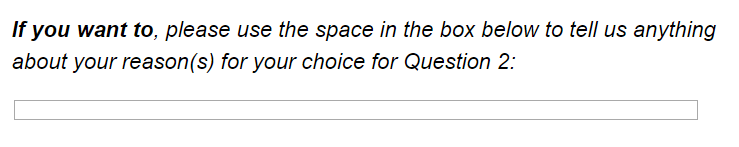 If you want to, please use the space in the box below to tell us anything
about your reason(s) for your choice for Question 2: